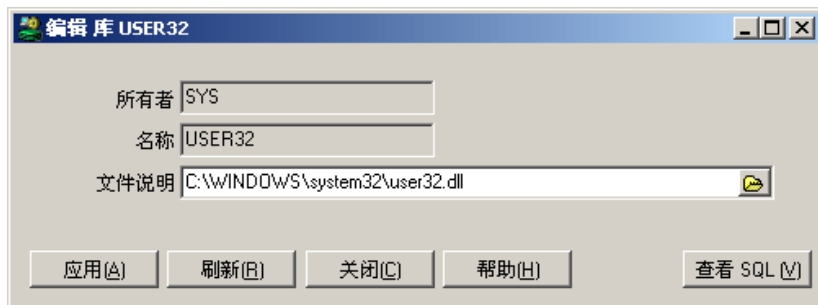 编辑 库 USER32
所有者 SYS
名称 USER32
文件说明 C:\WINDOWS\system32\user32.dll
应用(A) 刷新(R) 关闭(C) 帮助(H) 查看 SQL (V)